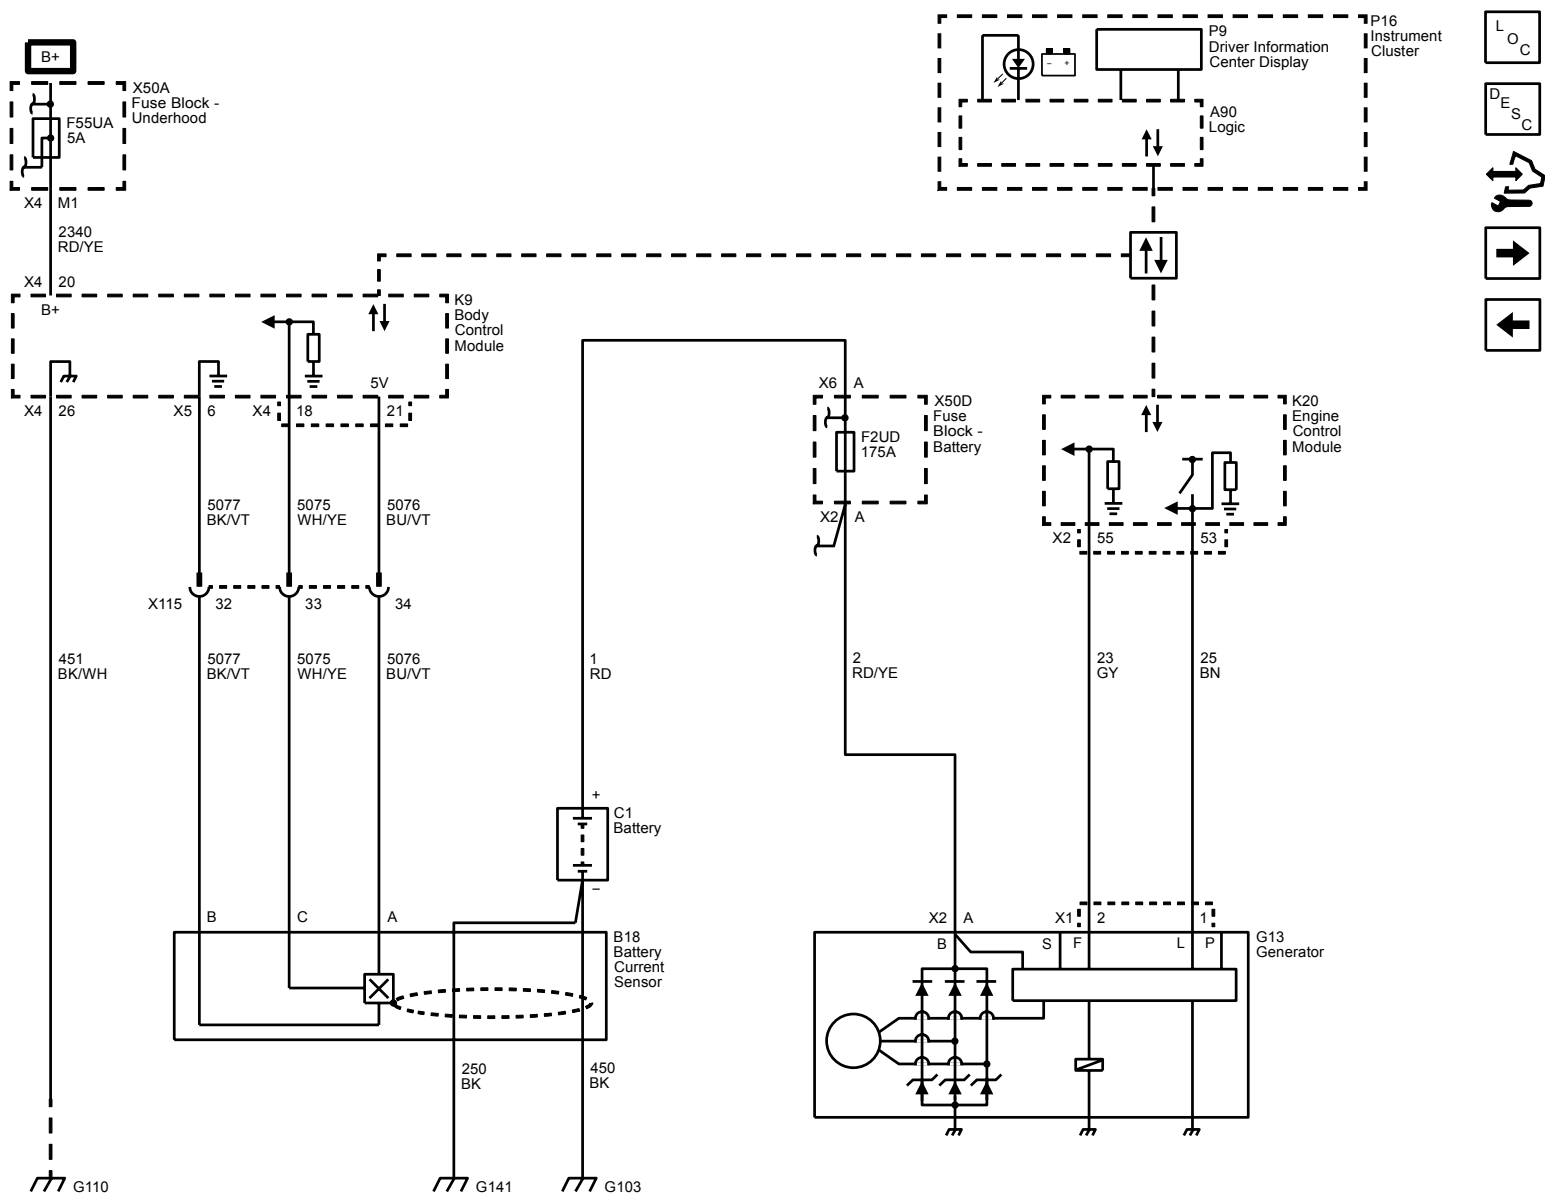 B+
X50A
Fuse Block -
Underhood
F55UA
5A
X4 M1
2340
RD/YE
X4 20
B+
K9
Body
Control
Module
5V
X4 26
X5 6
X4 18
21
5077
BK/VT
5075
WH/YE
5076
BU/VT
X115 32 33 34
451
BK/WH
5077
BK/VT
5075
WH/YE
5076
BU/VT
1
RD
+
C1
Battery
−
B C A
B18
Battery
Current
Sensor
250
BK
450
BK
G110
G141
G103
P16
Instrument
Cluster
P9
Driver Information
Center Display
− +
A90
Logic
X6 A
X50D
Fuse
Block -
Battery
F2UD
175A
X2 A
2
RD/YE
K20
Engine
Control
Module
X2 55 53
23
GY
25
BN
X2 A
X1 2 1
B S F L P
G13
Generator
LOC
DESC